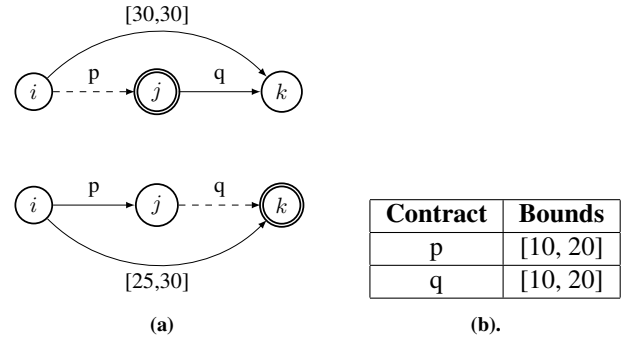 [30,30]
p q
i j k
p q
i j k
[25,30]
(a)
Contract Bounds
p [10, 20]
q [10, 20]
(b).